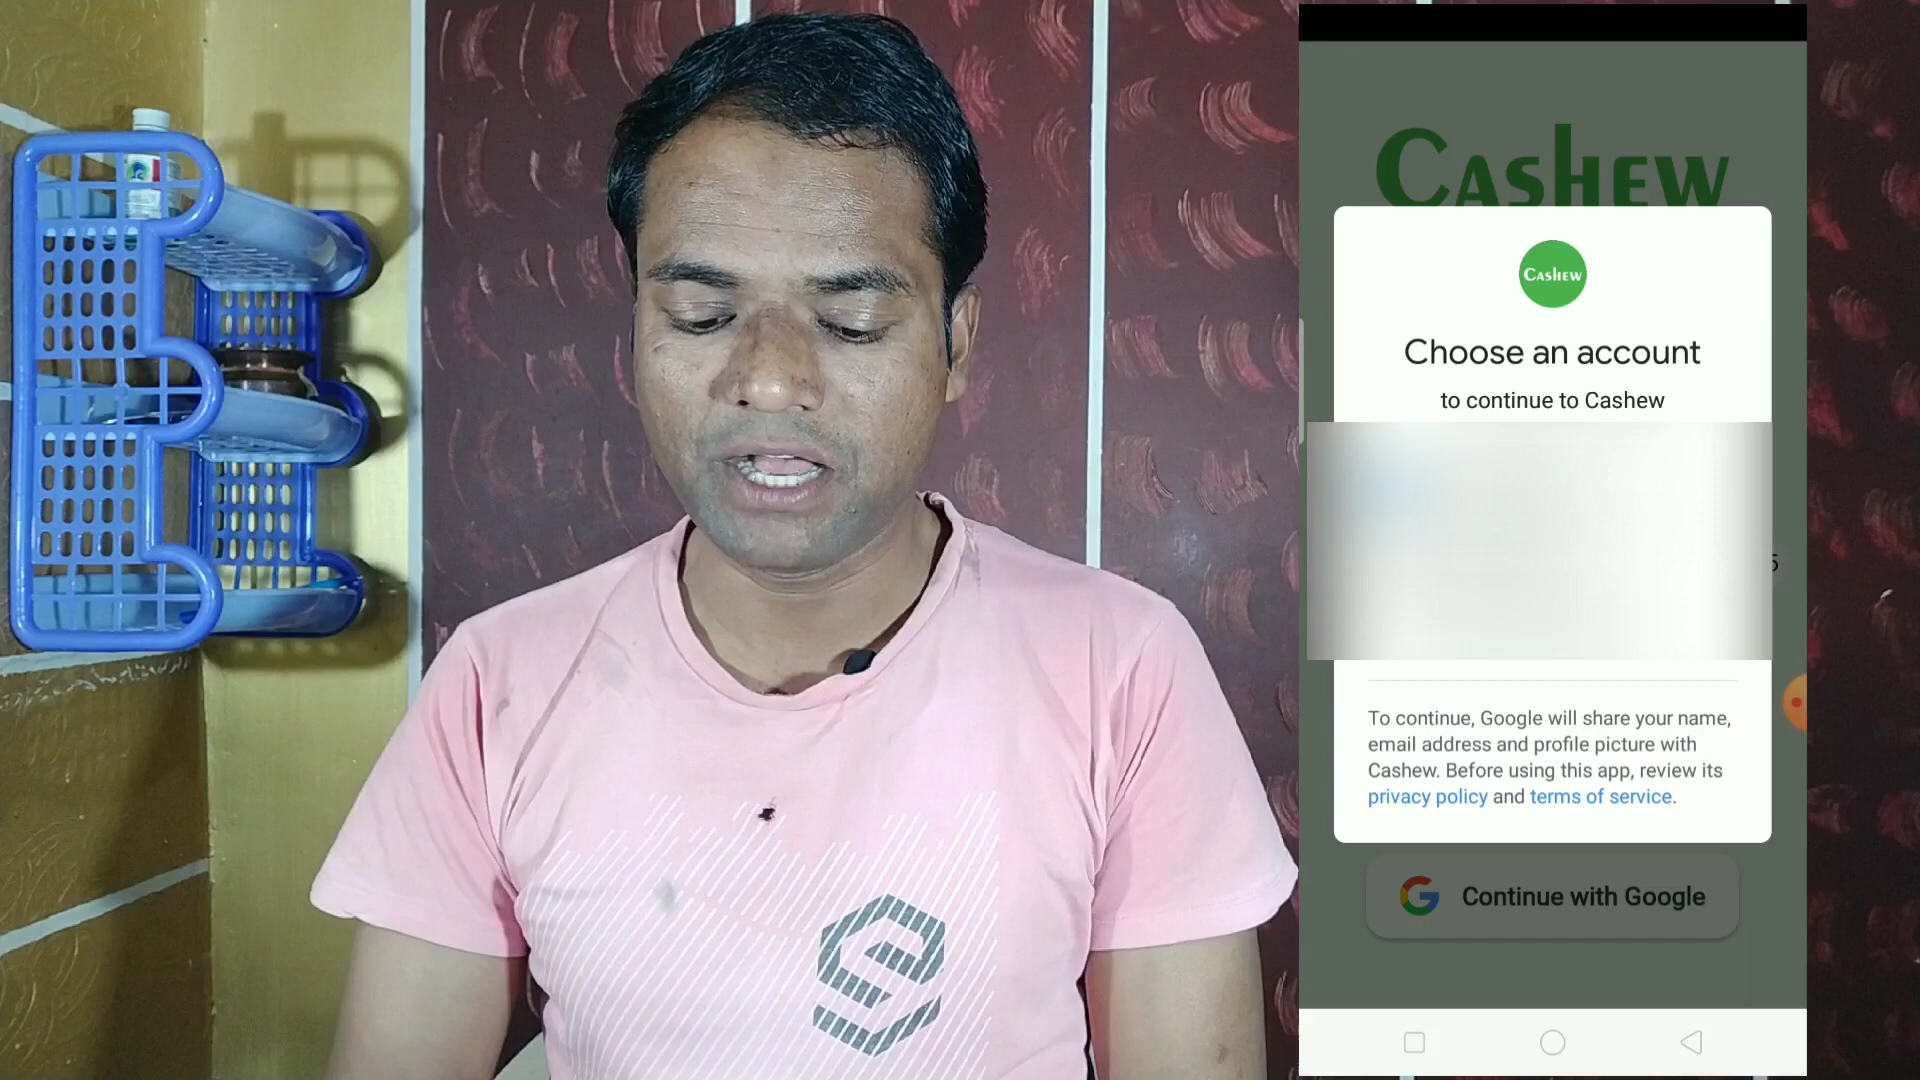 CASHEW
CASHEW
Choose an account
to continue to Cashew
5
To continue, Google will share your name,
email address and profile picture with
Cashew. Before using this app, review its
privacy policy and terms of service.
Continue with Google